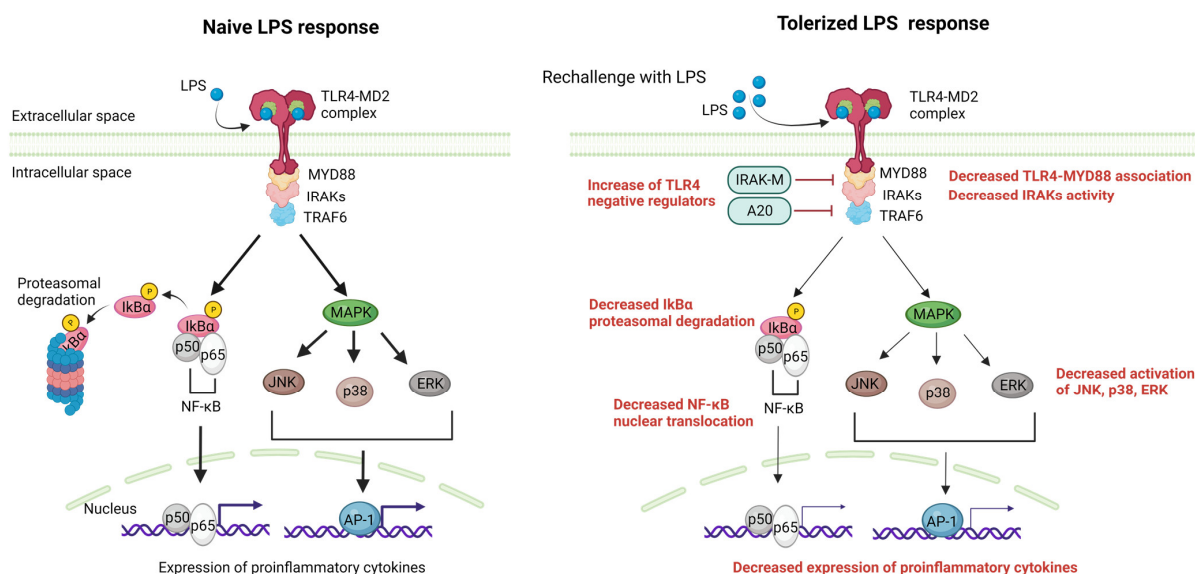 Naive LPS response
LPS
TLR4-MD2
complex
Extracellular space
Intracellular space
MYD88
IRAKs
TRAF6
Proteasomal
degradation
P
IkBα
P
IkBα
P
IkBα
p50
p65
NF-κB
MAPK
JNK
p38
ERK
Nucleus
p50
p65
AP-1
Expression of proinflammatory cytokines
Tolerized LPS response
Rechallenge with LPS
LPS
TLR4-MD2
complex
Increase of TLR4
negative regulators
IRAK-M
A20
MYD88
IRAKs
TRAF6
Decreased TLR4-MYD88 association
Decreased IRAKs activity
Decreased IkBα
proteasomal degradation
P
IkBα
p50
p65
NF-κB
Decreased NF-κB
nuclear translocation
MAPK
JNK
p38
ERK
Decreased activation
of JNK, p38, ERK
p50
p65
AP-1
Decreased expression of proinflammatory cytokines